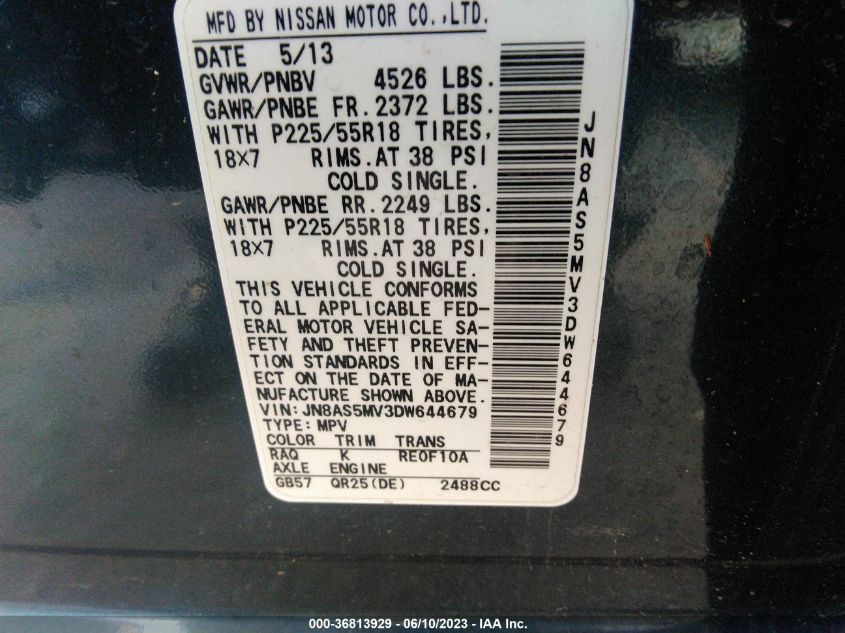 MFD BY NISSAN MOTOR CO.,LTD.
DATE 5/13
GVWR/PNBV 4526 LBS.
GAWR/PNBE FR. 2372 LBS.
WITH P225/55R18 TIRES,
18×7 RIMS.AT 38 PSI
COLD SINGLE.
GAWR/PNBE RR. 2249 LBS.
WITH P225/55R18 TIRES,
18×7 RIMS.AT 38 PSI
COLD SINGLE.
THIS VEHICLE CONFORMS
TO ALL APPLICABLE FED-
ERAL MOTOR VEHICLE SA-
FETY AND THEFT PREVEN-
TION STANDARDS IN EFF-
ECT ON THE DATE OF MA-
NUFACTURE SHOWN ABOVE.
VIN: JN8AS5MV3DW644679
TYPE: MPV
COLOR TRIM TRANS
RAQ K RE0F10A
AXLE ENGINE
GB57 QR25(DE) 2488CC
JN8AS5MV3DW644679
000-36813929 - 06/10/2023 - IAA, Inc.